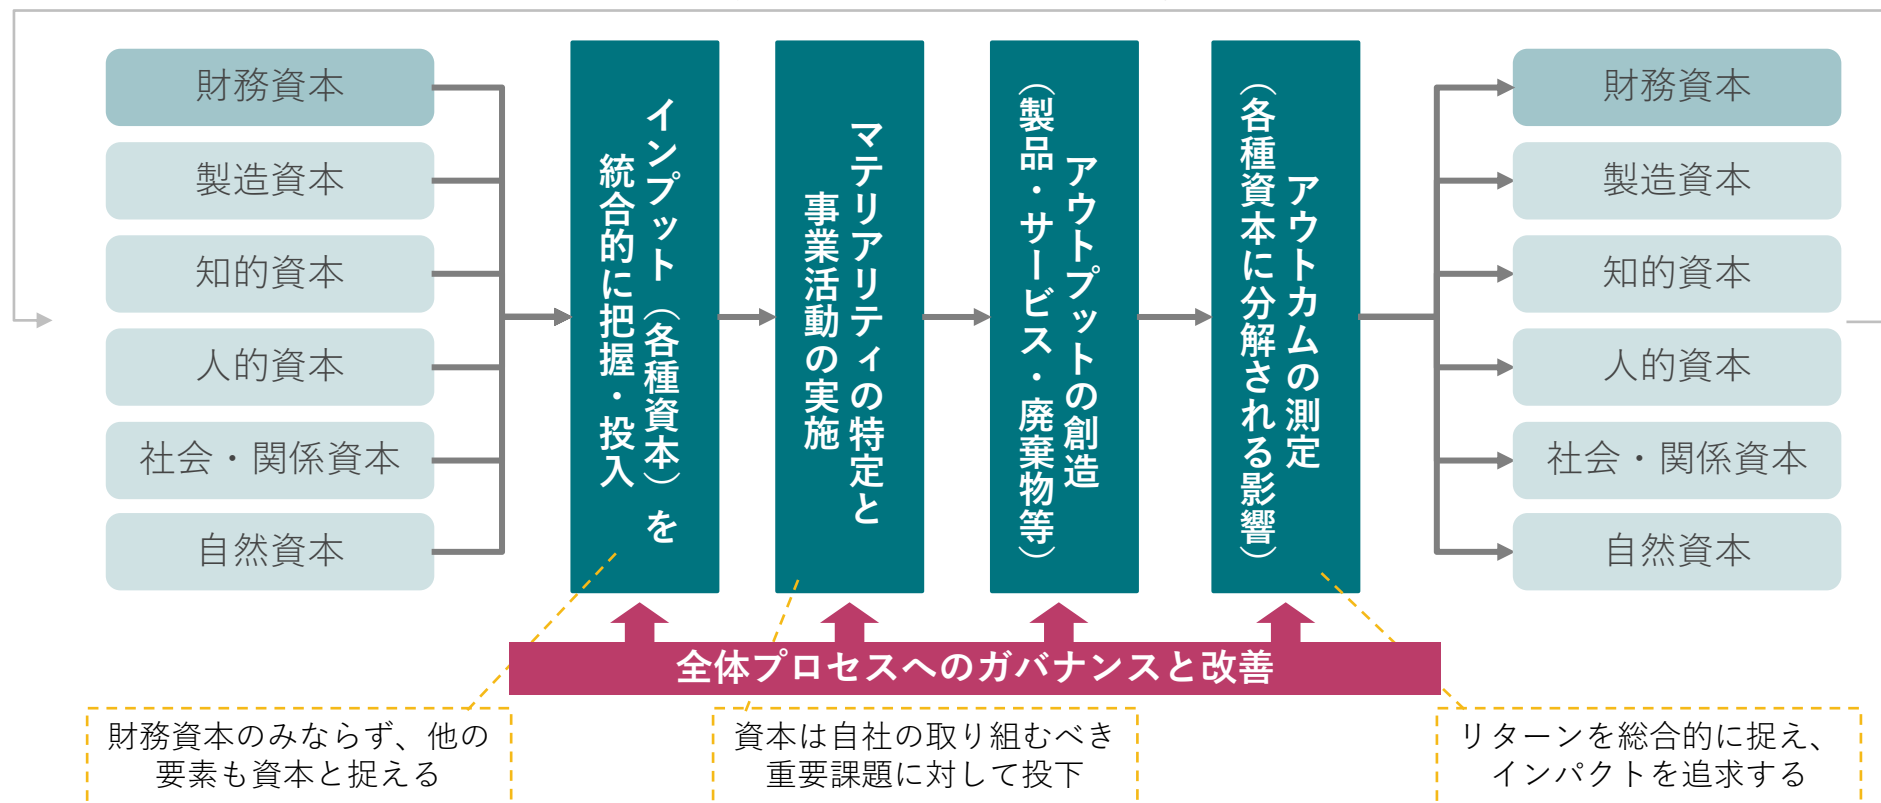 財務資本
製造資本
知的資本
人的資本
社会・関係資本
自然資本
インプット（各種資本）を
統合的に把握・投入
マテリアリティの特定と
事業活動の実施
アウトプットの創造
（製品・サービス・廃棄物等）
アウトカムの測定
（各種資本に分解される影響）
財務資本
製造資本
知的資本
人的資本
社会・関係資本
自然資本
全体プロセスへのガバナンスと改善
財務資本のみならず、他の
要素も資本と捉える
資本は自社の取り組むべき
重要課題に対して投下
リターンを総合的に捉え、
インパクトを追求する